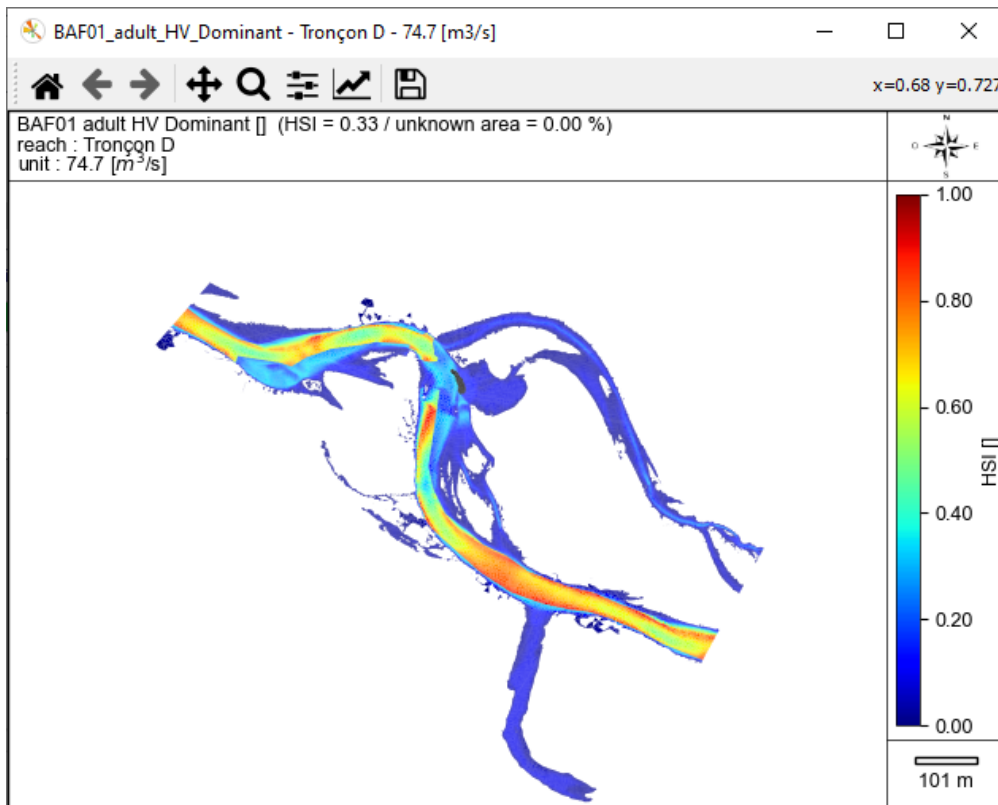 BAF01_adult_HV_Dominant - Tronçon D - 74.7 [m3/s]
x=0.68 y=0.727
BAF01 adult HV Dominant [] (HSI = 0.33 / unknown area = 0.00 %)
reach : Tronçon D
unit : 74.7 [m³/s]
N
O E
S
1.00
0.80
0.60
HSI []
0.40
0.20
0.00
101 m